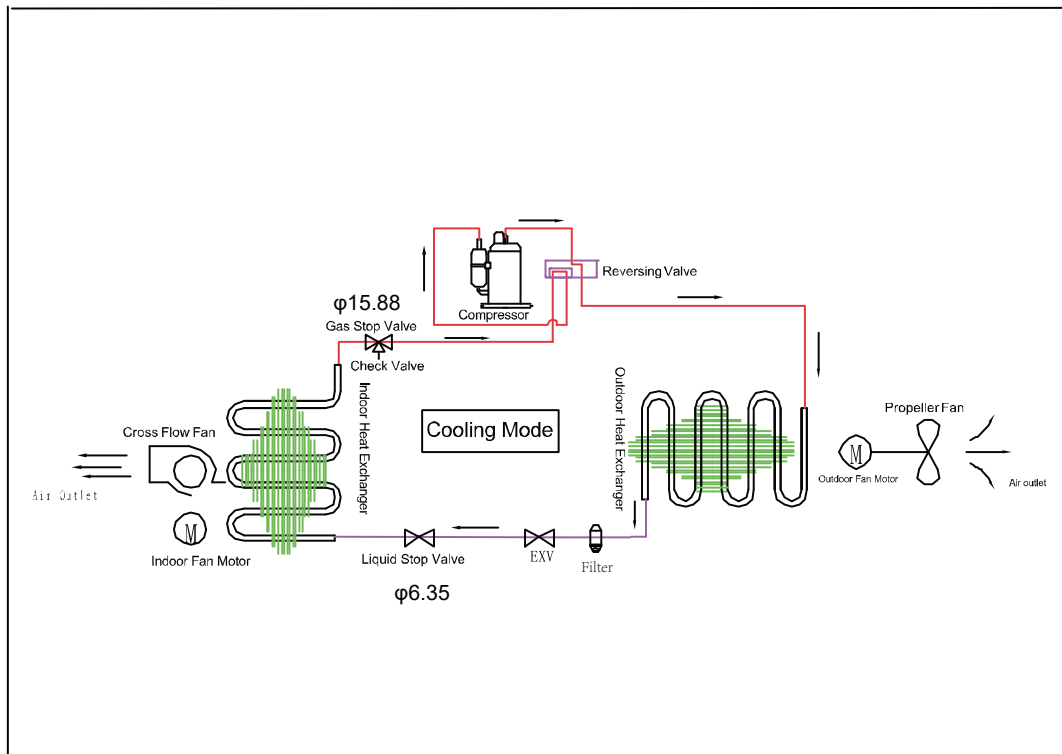 Reversing Valve
Compressor
φ15.88
Gas Stop Valve
Check Valve
Indoor Heat Exchanger
Outdoor Heat Exchanger
Cooling Mode
Propeller Fan
Cross Flow Fan
M
Outdoor Fan Motor
Air outlet
Air Outlet
M
Indoor Fan Motor
Liquid Stop Valve
EXV
Filter
φ6.35